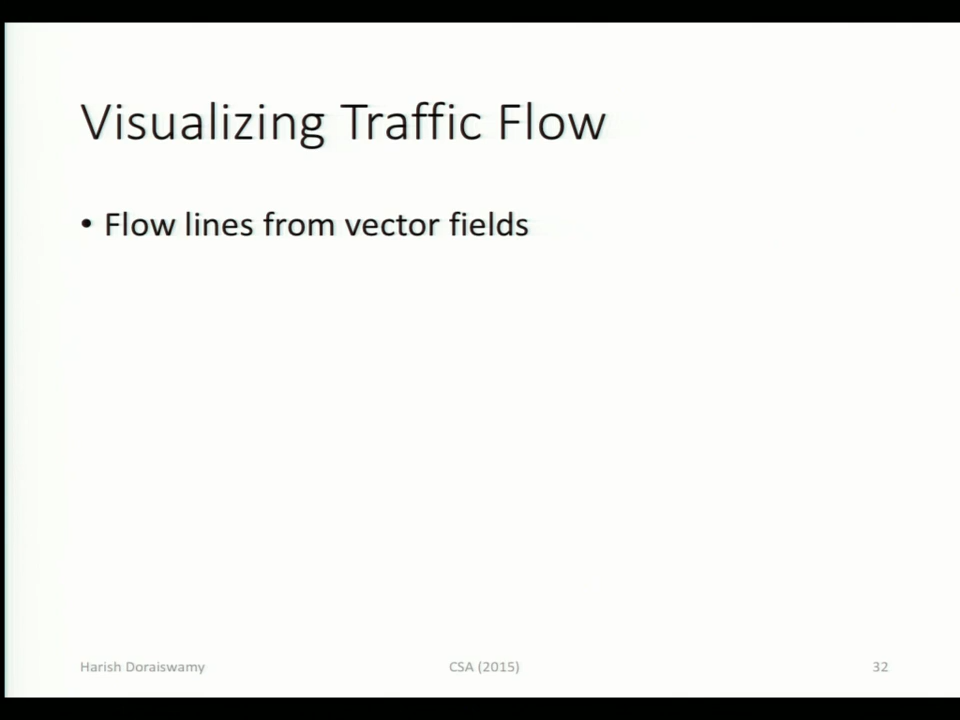 Visualizing Traffic Flow
• Flow lines from vector fields
Harish Doraiswamy
CSA (2015)
32